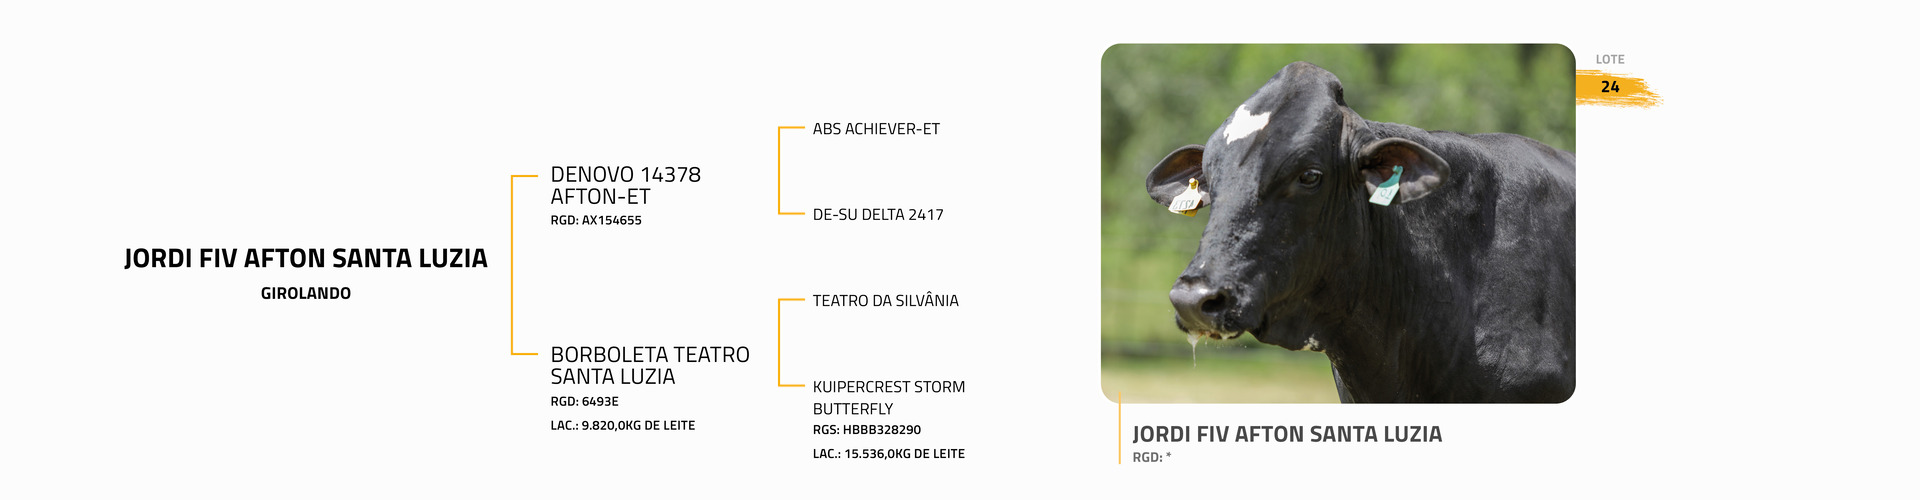 JORDI FIV AFTON SANTA LUZIA
GIROLANDO
DENOVO 14378
AFTON-ET
RGD: AX154655
BORBOLETA TEATRO
SANTA LUZIA
RGD: 6493E
LAC.: 9.820,0KG DE LEITE
ABS ACHIEVER-ET
DE-SU DELTA 2417
TEATRO DA SILVÂNIA
KUIPERCREST STORM
BUTTERFLY
RGS: HBBB328290
LAC.: 15.536,0KG DE LEITE
LOTE
24
JORDI FIV AFTON SANTA LUZIA
RGD: *